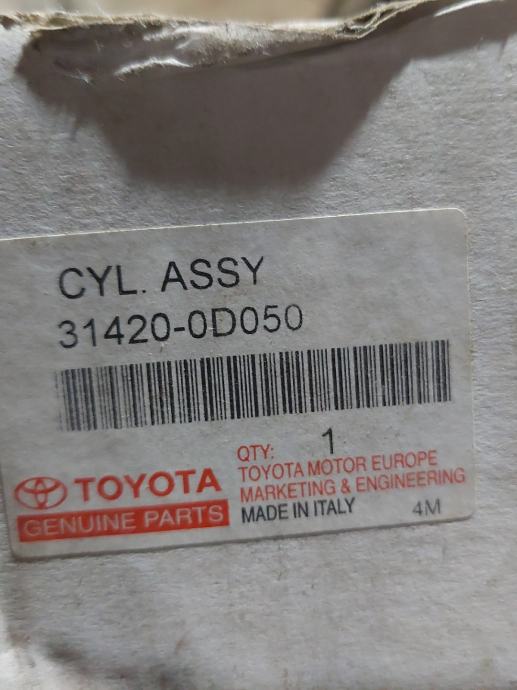 CYL. ASSY
31420-0D050
QTY: 1
TOYOTA MOTOR EUROPE
MARKETING & ENGINEERING
MADE IN ITALY 4M
TOYOTA
GENUINE PARTS